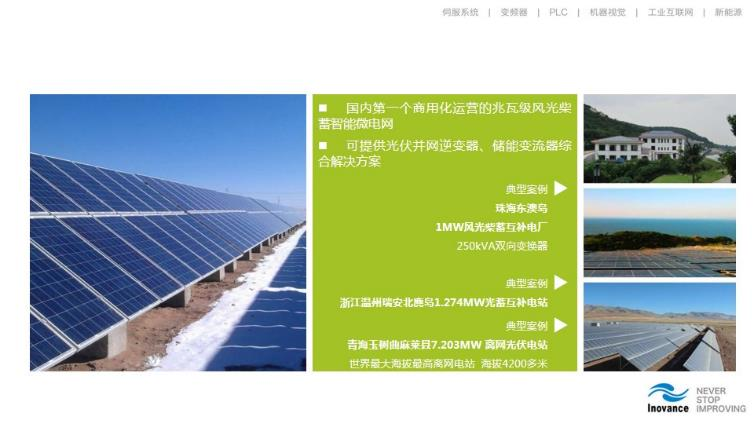 伺服系统 | 变频器 | PLC | 机器视觉 | 工业互联网 | 新能源
■ 国内第一个商用化运营的兆瓦级风光柴
蓄智能微电网
■ 可提供光伏并网逆变器、储能变流器综
合解决方案
典型案例
珠海东澳岛
1MW风光柴蓄互补电厂
250kVA双向变换器
典型案例
浙江温州瑞安北麂岛1.274MW光蓄互补电站
典型案例
青海玉树曲麻莱县7.203MW 离网光伏电站
世界最大海拔最高离网电站 海拔4200多米
Inovance
NEVER
STOP
IMPROVING